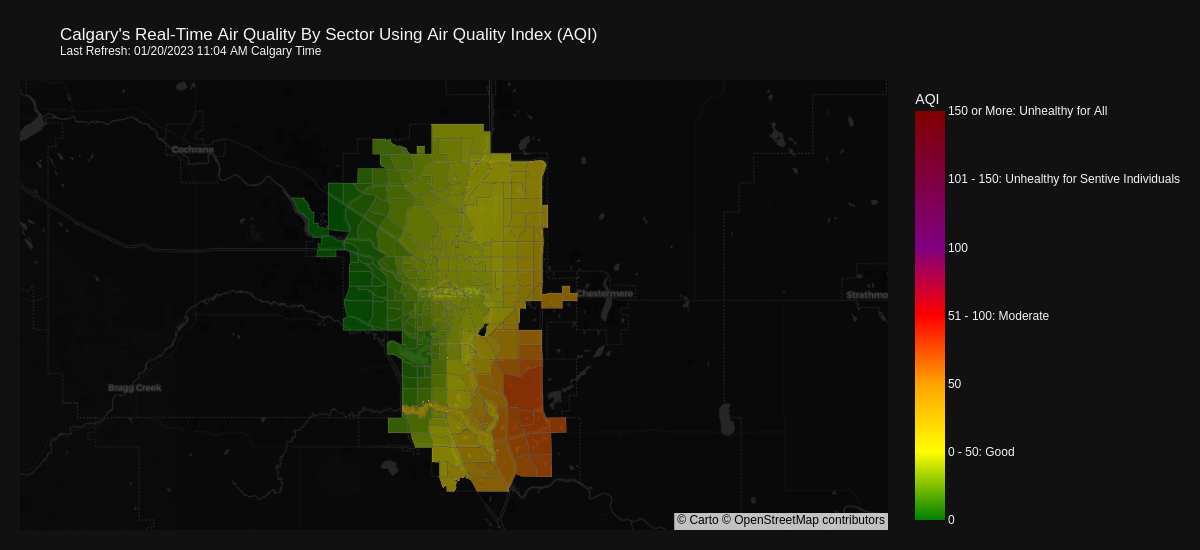 Calgary's Real-Time Air Quality By Sector Using Air Quality Index (AQI)
Last Refresh: 01/20/2023 11:04 AM Calgary Time
AQI
150 or More: Unhealthy for All
101 - 150: Unhealthy for Sentive Individuals
100
51 - 100: Moderate
50
0 - 50: Good
0
Cochrane
CALGARY
Chestermere
Strathmo
Bragg Creek
© Carto © OpenStreetMap contributors